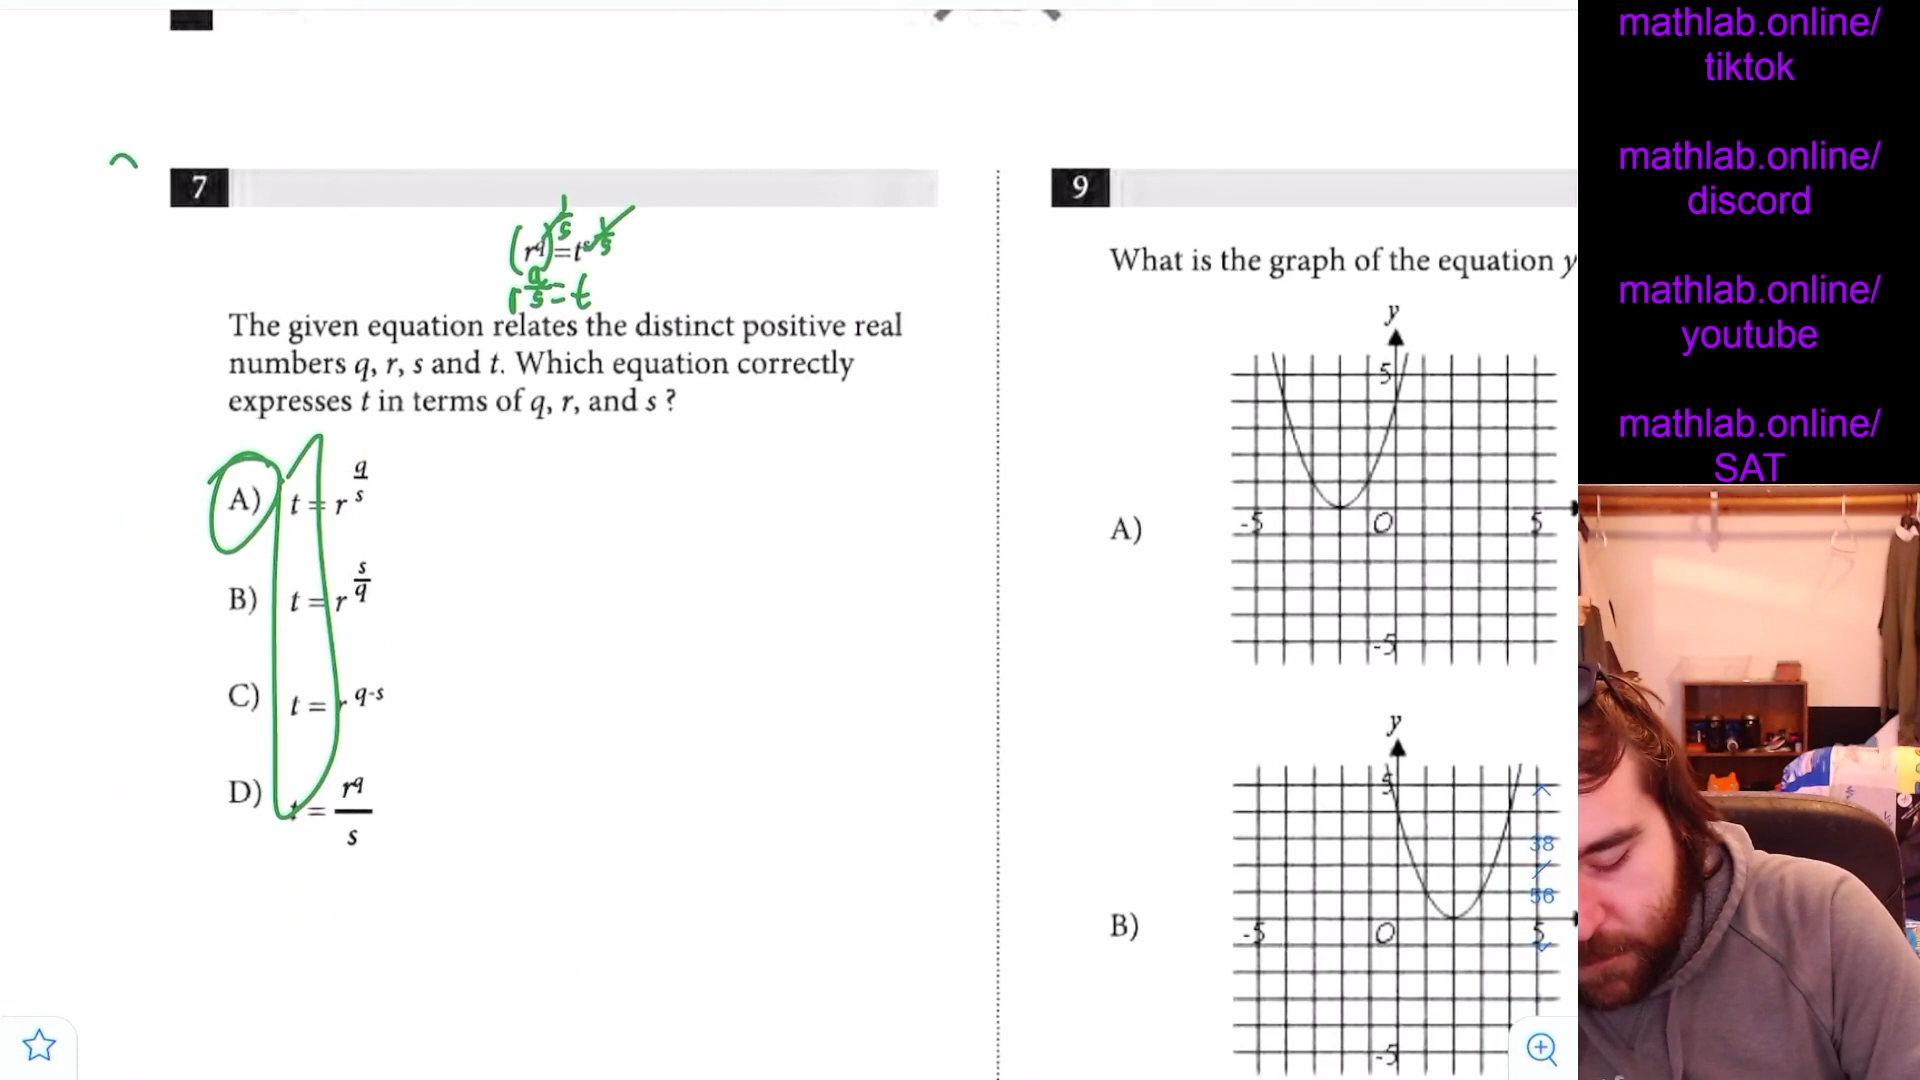 7
(r^q)^1/s = t^s·1/s
r^q/s = t
The given equation relates the distinct positive real
numbers q, r, s and t. Which equation correctly
expresses t in terms of q, r, and s ?
A) t = r^q/s
B) t = r^s/q
C) t = r^q-s
D) t = r^q/s
9
What is the graph of the equation y
y
5
-5
O
5
-5
A)
y
5
-5
O
5
-5
B)
38
/
56
mathlab.online/
tiktok
mathlab.online/
discord
mathlab.online/
youtube
mathlab.online/
SAT